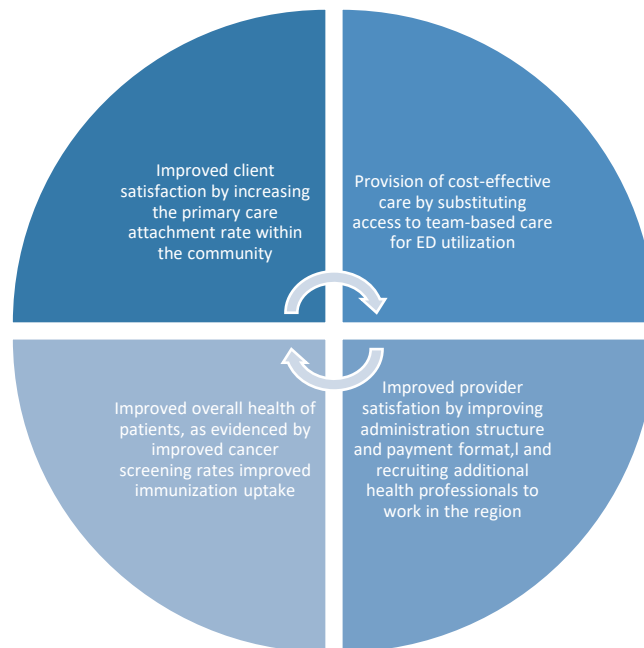 Improved client
satisfaction by increasing
the primary care
attachment rate within
the community
Provision of cost-effective
care by substituting
access to team-based care
for ED utilization
Improved overall health of
patients, as evidenced by
improved cancer
screening rates improved
immunization uptake
Improved provider
satisfation by improving
administration structure
and payment format,l and
recruiting additional
health professionals to
work in the region